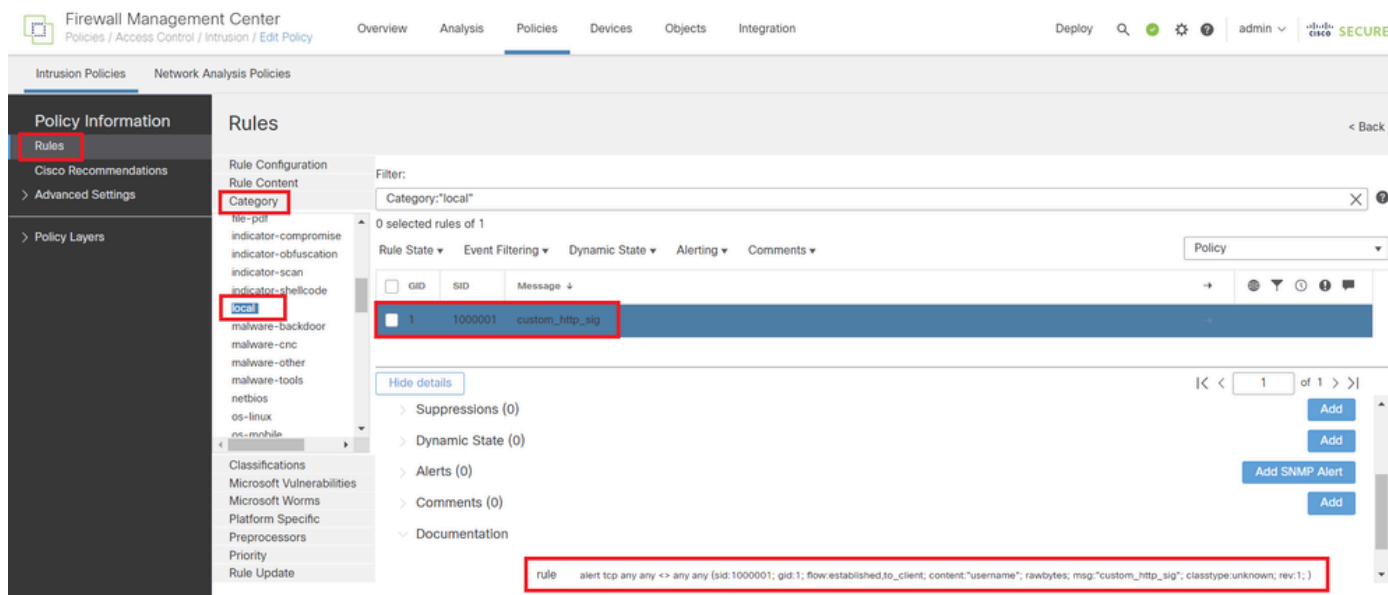 Firewall Management Center
Policies / Access Control / Intrusion / Edit Policy
Overview Analysis Policies Devices Objects Integration
Deploy admin
cisco SECURE
Intrusion Policies Network Analysis Policies
Policy Information
Rules
Cisco Recommendations
> Advanced Settings
> Policy Layers
Rules
< Back
Rule Configuration
Rule Content
Category
file-pdf
indicator-compromise
indicator-obfuscation
indicator-scan
indicator-shellcode
local
malware-backdoor
malware-cnc
malware-other
malware-tools
netbios
os-linux
os-mobile
Classifications
Microsoft Vulnerabilities
Microsoft Worms
Platform Specific
Preprocessors
Priority
Rule Update
Filter:
Category:"local"
0 selected rules of 1
Rule State Event Filtering Dynamic State Alerting Comments
Policy
GID SID Message
1 1000001 custom_http_sig
Hide details
1 of 1
Suppressions (0) Add
Dynamic State (0) Add
Alerts (0) Add SNMP Alert
Comments (0) Add
Documentation
rule alert tcp any any <> any any (sid:1000001; gid:1; flow:established,to_client; content:"username"; rawbytes; msg:"custom_http_sig"; classtype:unknown; rev:1; )